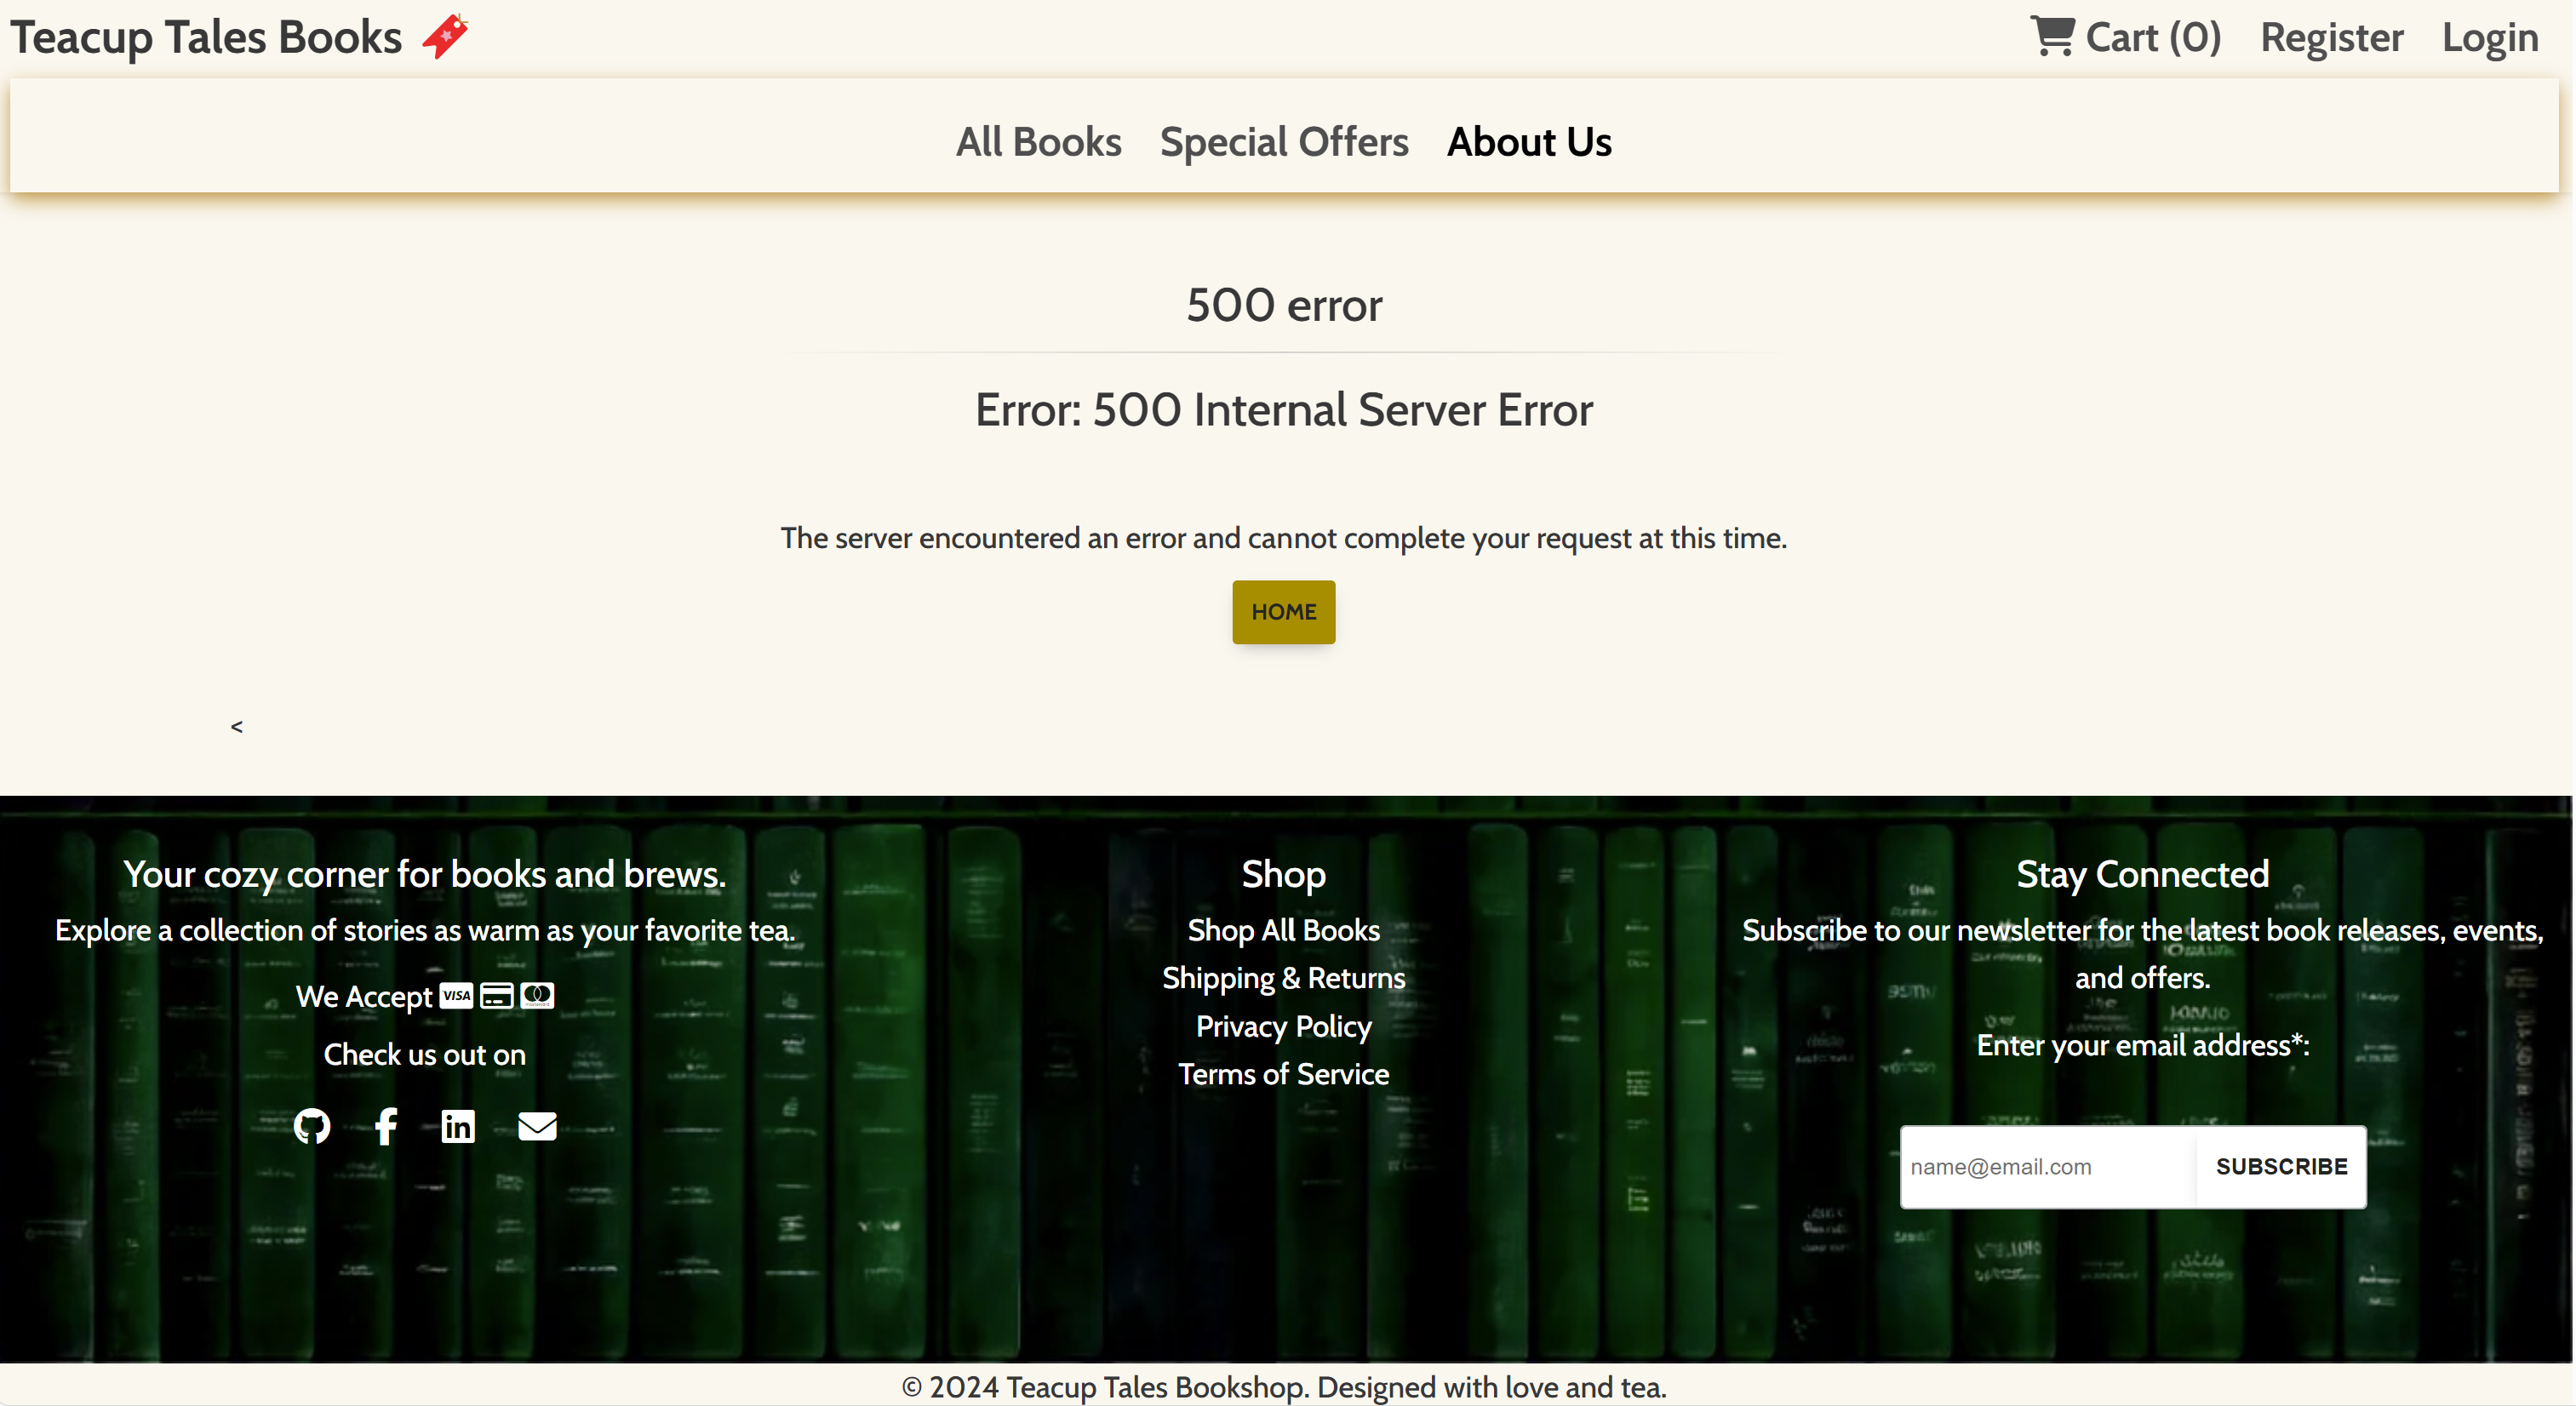 Teacup Tales Books
Cart (0) Register Login
All Books Special Offers About Us
500 error
Error: 500 Internal Server Error
The server encountered an error and cannot complete your request at this time.
HOME
<
Your cozy corner for books and brews.
Explore a collection of stories as warm as your favorite tea.
We Accept VISA
Check us out on
Shop
Shop All Books
Shipping & Returns
Privacy Policy
Terms of Service
Stay Connected
Subscribe to our newsletter for the latest book releases, events,
and offers.
Enter your email address*:
name@email.com SUBSCRIBE
© 2024 Teacup Tales Bookshop. Designed with love and tea.